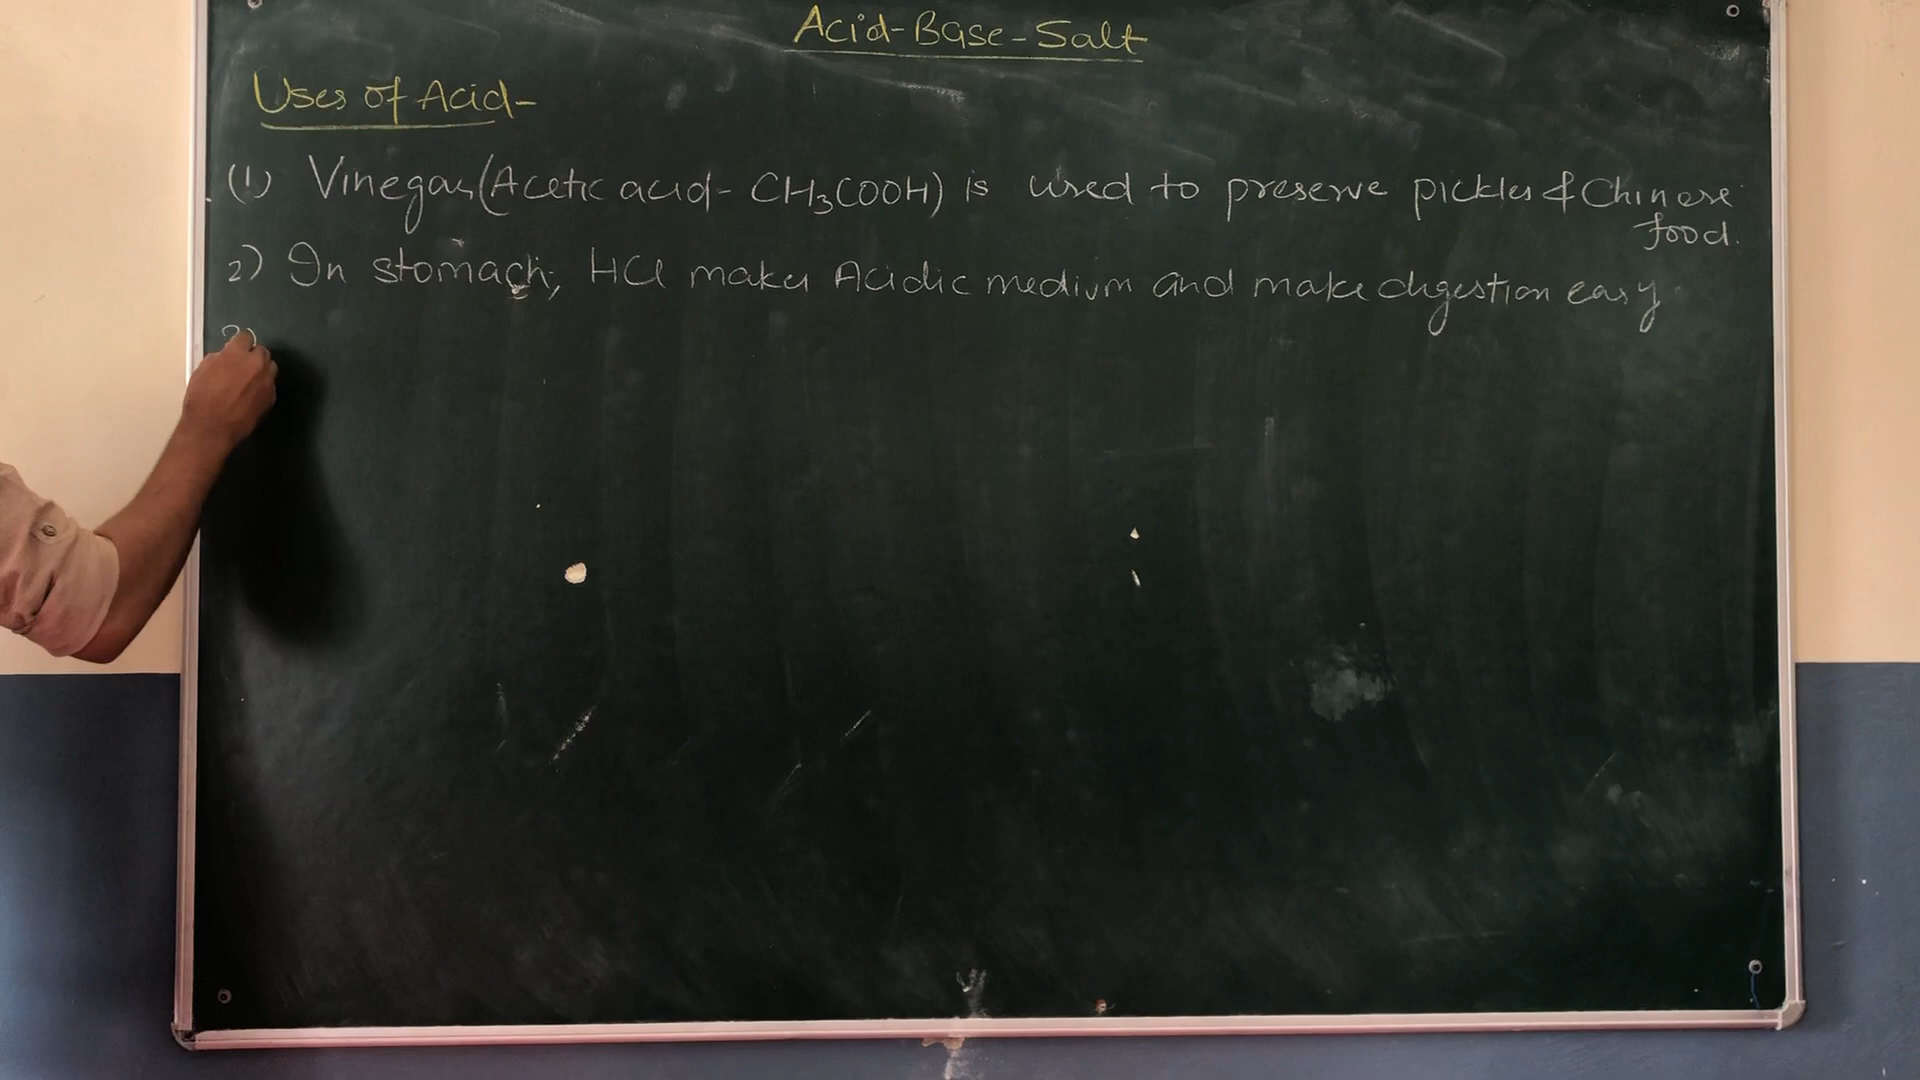 Acid-Base-Salt
Uses of Acid-
(1) Vinegar (Acetic acid- CH₃COOH) is used to preserve pickles & Chinese
food.
2) In stomach, HCl makes Acidic medium and make digestion easy
3)